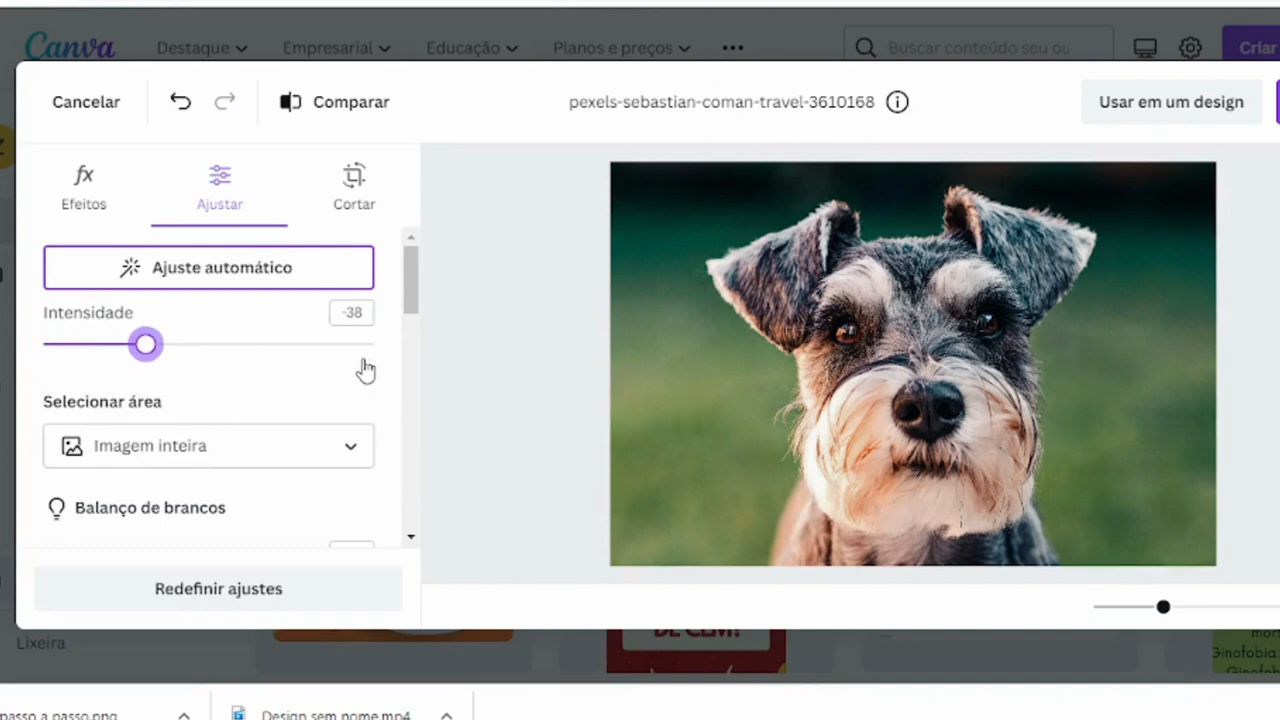 Canva
Destaque
Empresarial
Educação
Planos e preços
Buscar conteúdo seu ou
Criar
Cancelar
Comparar
pexels-sebastian-coman-travel-3610168
Usar em um design
fx
Efeitos
Ajustar
Cortar
Ajuste automático
Intensidade
-38
Selecionar área
Imagem inteira
Balanço de brancos
Redefinir ajustes
Lixeira
DE CEM!
Ginofobia
passo a passo.png
Design sem nome.mp4